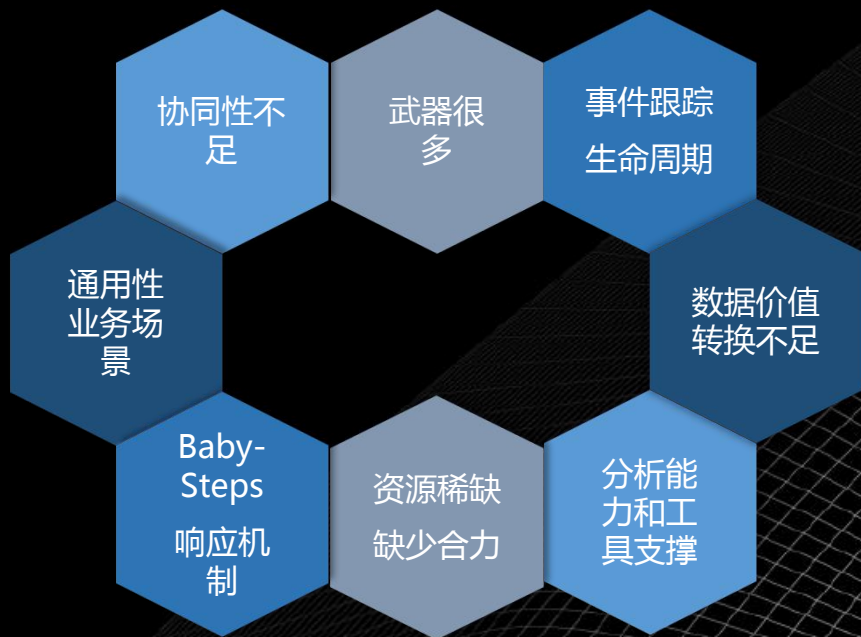 协同性不
足
武器很
多
事件跟踪
生命周期
通用性
业务场
景
数据价值
转换不足
Baby-
Steps
响应机
制
资源稀缺
缺少合力
分析能
力和工
具支撑